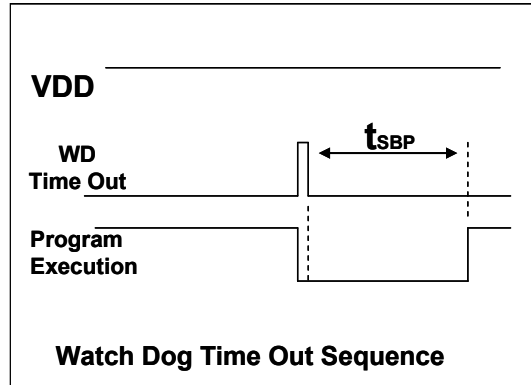 VDD
WD
Time Out
tSBP
Program
Execution
Watch Dog Time Out Sequence